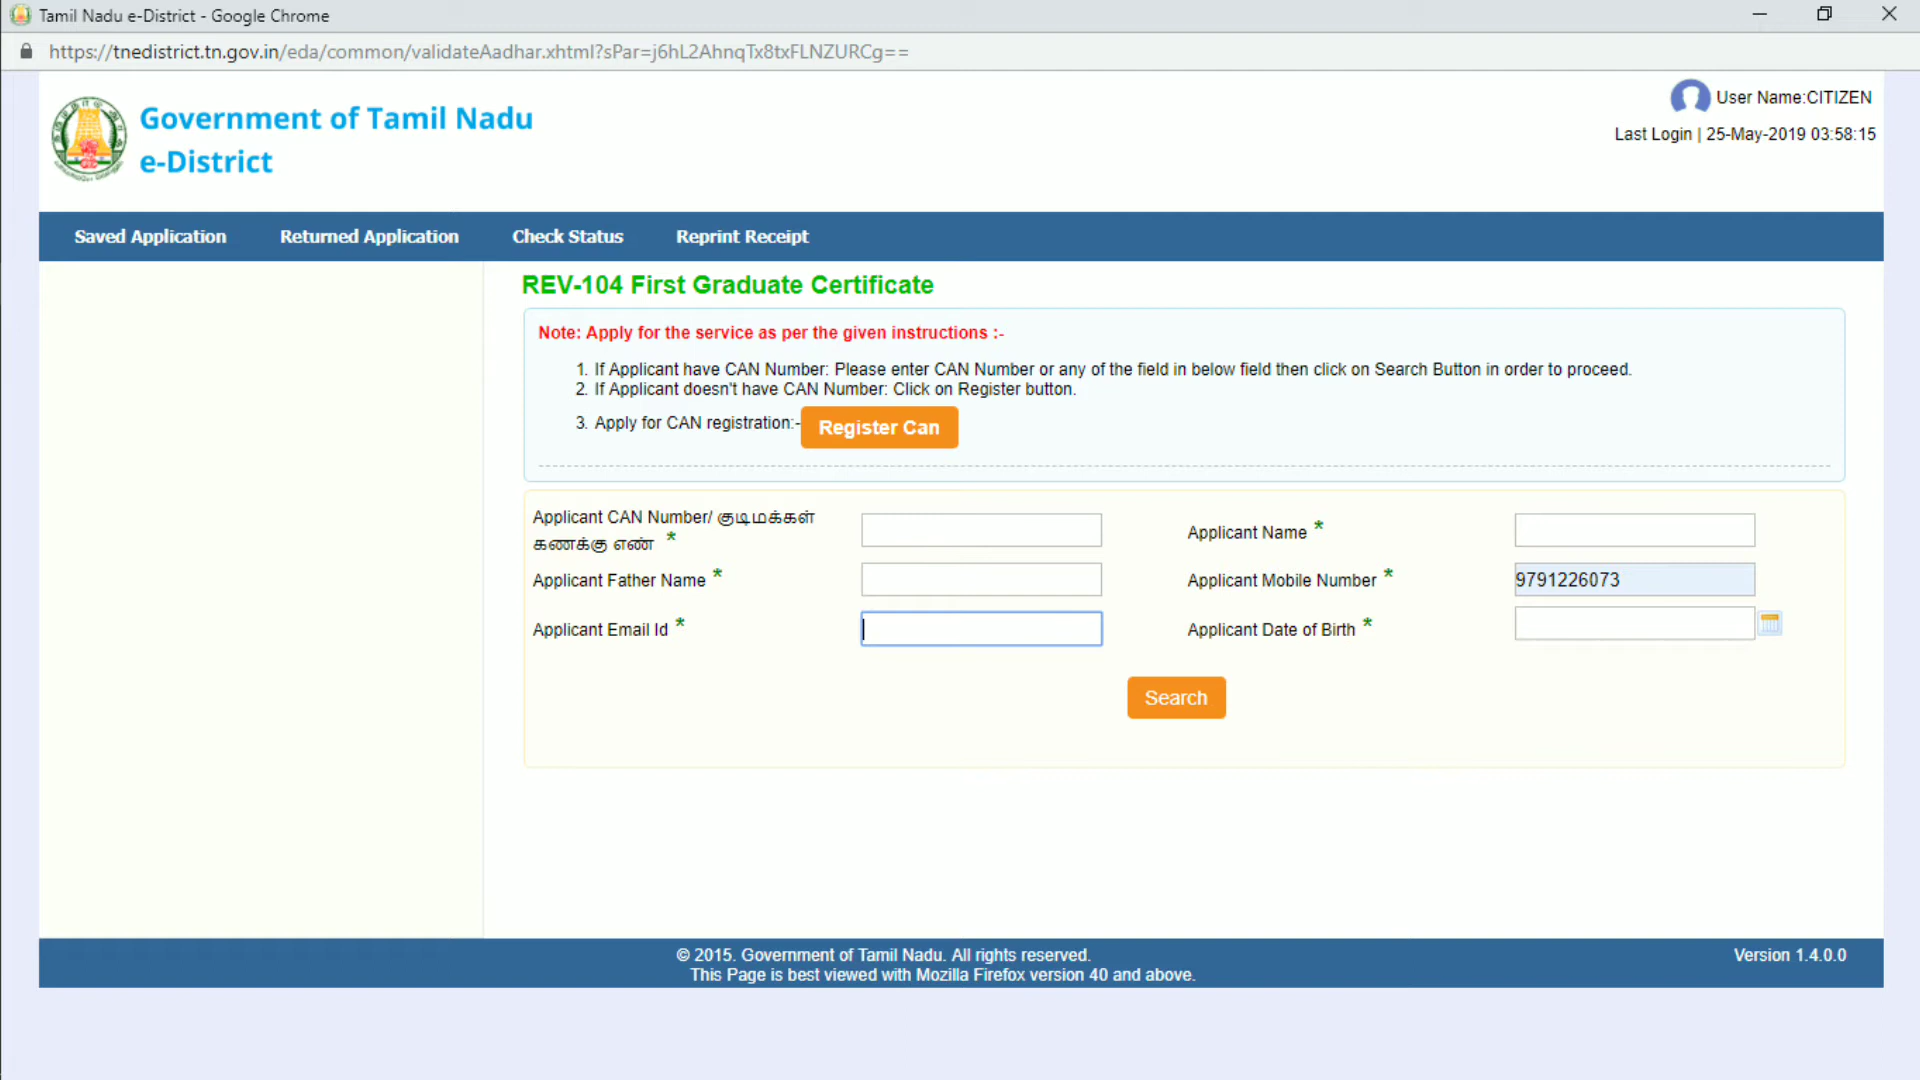 Tamil Nadu e-District - Google Chrome
https://tnedistrict.tn.gov.in/eda/common/validateAadhar.xhtml?sPar=j6hL2AhnqTx8txFLNZURCg==
Government of Tamil Nadu
e-District
User Name:CITIZEN
Last Login | 25-May-2019 03:58:15
Saved Application Returned Application Check Status Reprint Receipt
REV-104 First Graduate Certificate
Note: Apply for the service as per the given instructions :-
1. If Applicant have CAN Number: Please enter CAN Number or any of the field in below field then click on Search Button in order to proceed.
2. If Applicant doesn't have CAN Number: Click on Register button.
3. Apply for CAN registration:- Register Can
Applicant CAN Number/ குடிமக்கள்
கணக்கு எண் *
Applicant Name *
Applicant Father Name *
Applicant Mobile Number * 9791226073
Applicant Email Id *
Applicant Date of Birth *
Search
© 2015. Government of Tamil Nadu. All rights reserved.
This Page is best viewed with Mozilla Firefox version 40 and above.
Version 1.4.0.0